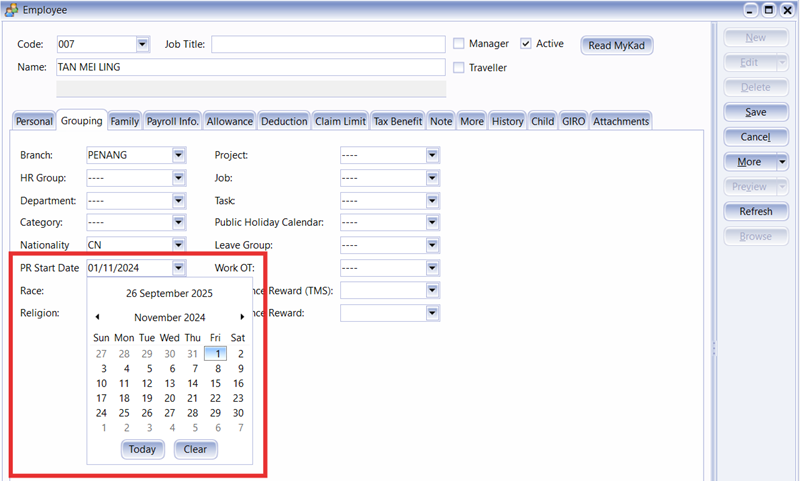 Employee
Code: 007 Job Title: Manager Active Read MyKad
Name: TAN MEI LING Traveller
Personal Grouping Family Payroll Info. Allowance Deduction Claim Limit Tax Benefit Note More History Child GIRO Attachments
Branch: PENANG Project: ----
HR Group: ---- Job: ----
Department: ---- Task: ----
Category: ---- Public Holiday Calendar: ----
Nationality CN Leave Group: ----
PR Start Date 01/11/2024 Work OT: ----
Race: nce Reward (TMS):
Religion: nce Reward:
26 September 2025
November 2024
Sun Mon Tue Wed Thu Fri Sat
27 28 29 30 31 1 2
3 4 5 6 7 8 9
10 11 12 13 14 15 16
17 18 19 20 21 22 23
24 25 26 27 28 29 30
1 2 3 4 5 6 7
Today Clear
New
Edit
Delete
Save
Cancel
More
Preview
Refresh
Browse